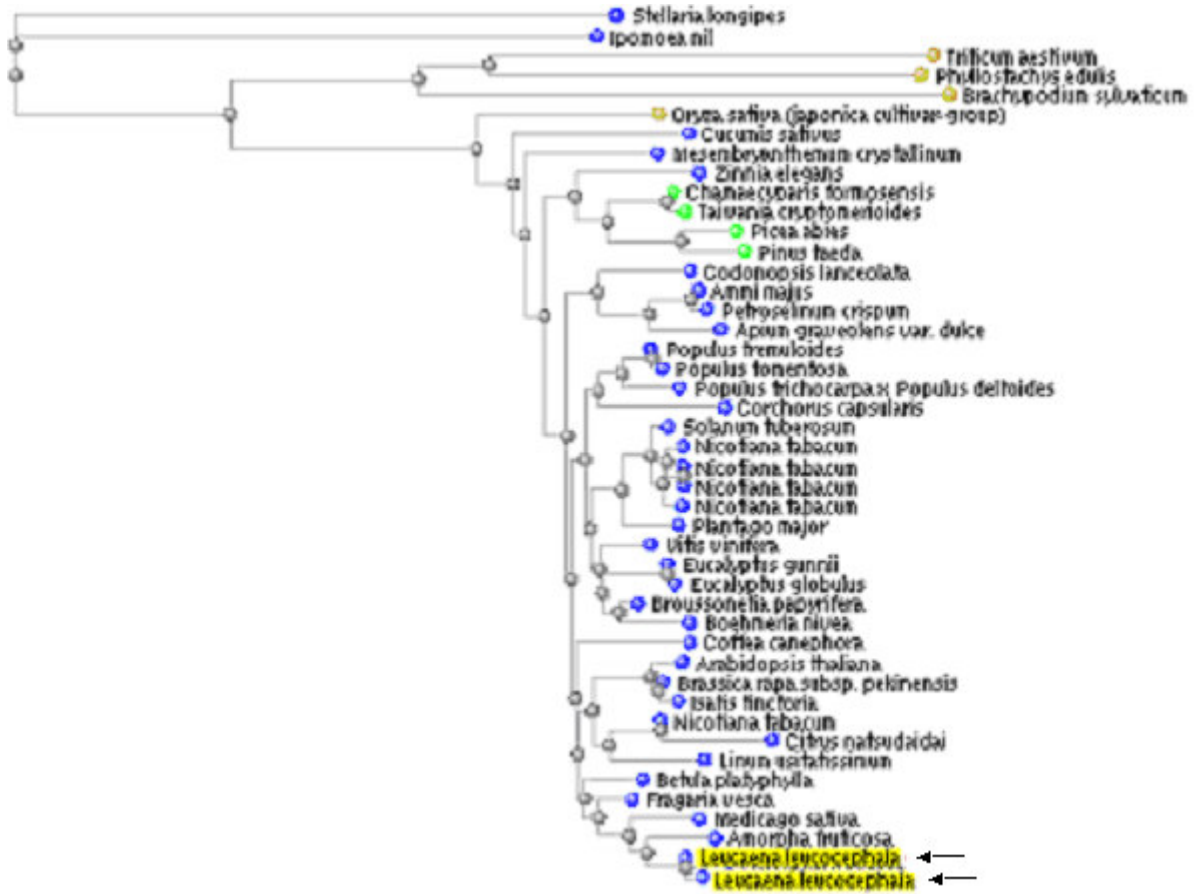 Stellaria longipes
Ipomoea nil
Triticum aestivum
Phyllostachys edulis
Brachypodium sylvaticum
Oryza sativa (japonica cultivar-group)
Cucumis sativus
Mesembryanthemum crystallinum
Zinnia elegans
Chamaecyparis formosensis
Taiwania cryptomerioides
Picea abies
Pinus taeda
Codonopsis lanceolata
Ammi majus
Petroselinum crispum
Apium graveolens var. dulce
Populus tremuloides
Populus tomentosa
Populus trichocarpa x Populus deltoides
Corchorus capsularis
Solanum tuberosum
Nicotiana tabacum
Nicotiana tabacum
Nicotiana tabacum
Nicotiana tabacum
Plantago major
Vitis vinifera
Eucalyptus gunnii
Eucalyptus globulus
Broussonetia papyrifera
Boehmeria nivea
Coffea canephora
Arabidopsis thaliana
Brassica rapa subsp. pekinensis
Isatis tinctoria
Nicotiana tabacum
Citrus natsudaidai
Linum usitatissimum
Betula platyphylla
Fragaria vesca
Medicago sativa
Amorpha fruticosa
Leucaena leucocephala
Leucaena leucocephala